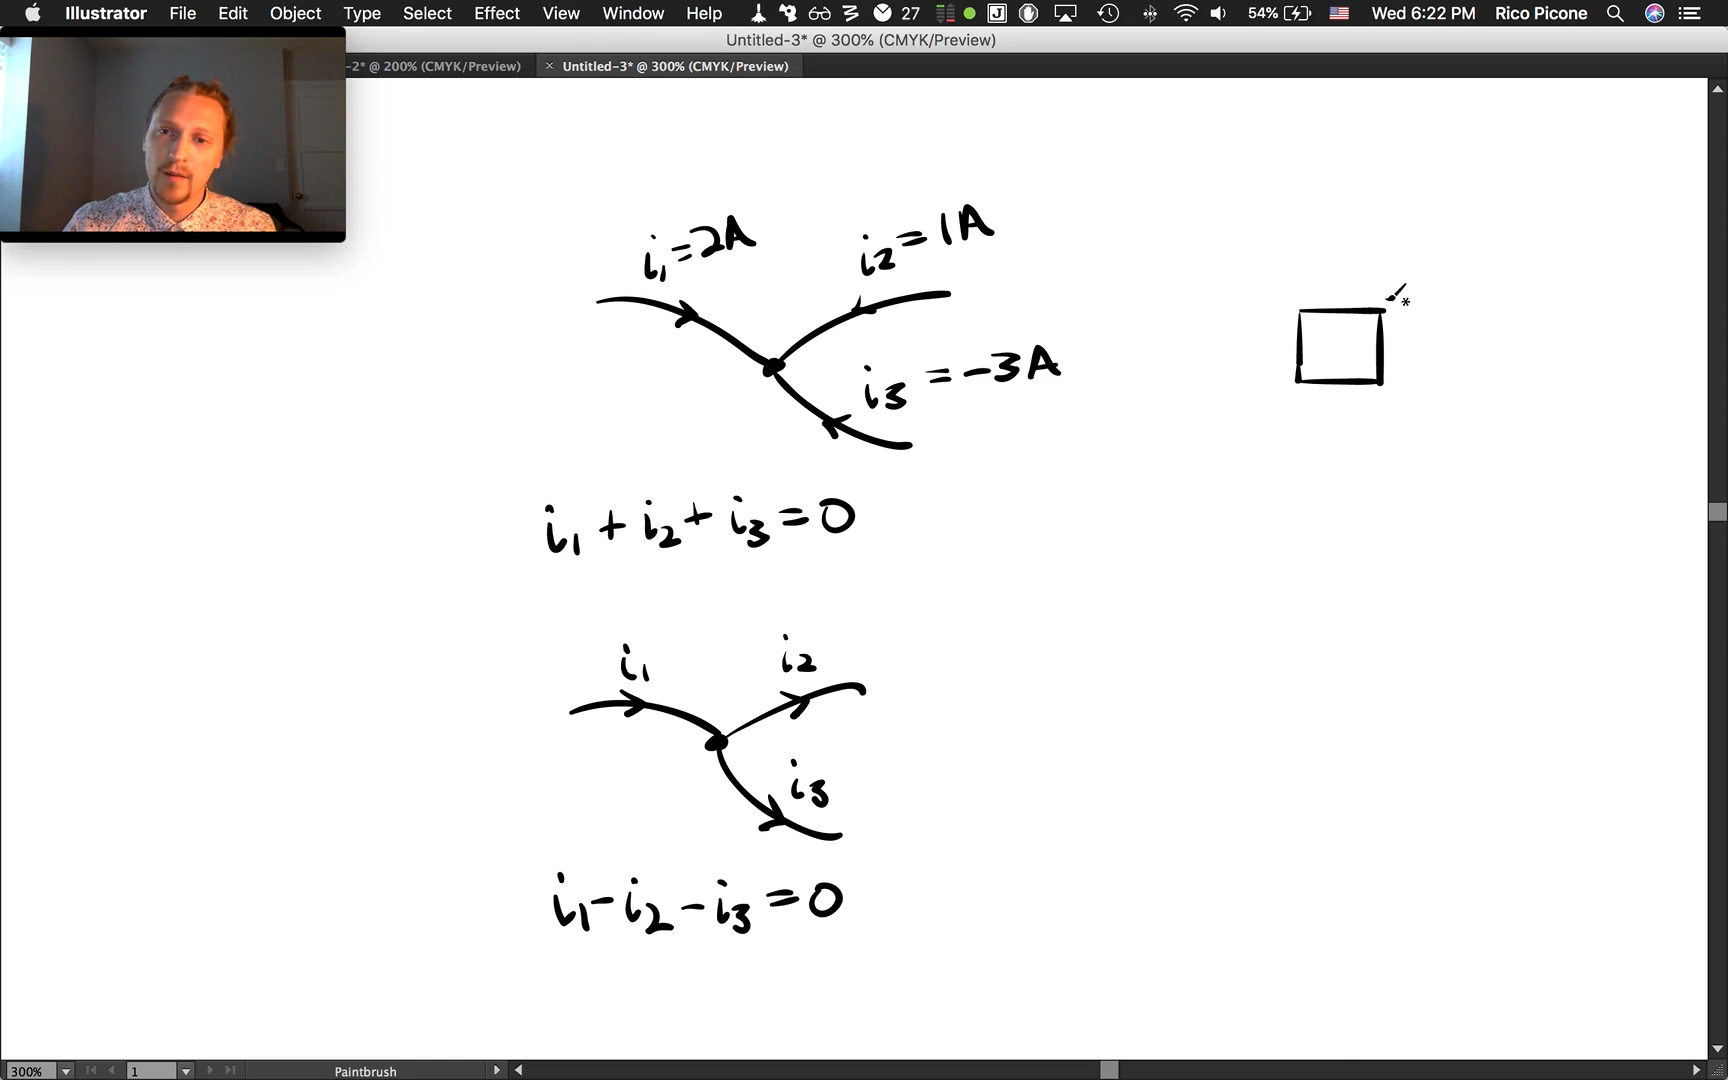 Illustrator File Edit Object Type Select Effect View Window Help 27 J 54% Wed 6:22 PM Rico Picone
Untitled-3* @ 300% (CMYK/Preview)
-2* @ 200% (CMYK/Preview) × Untitled-3* @ 300% (CMYK/Preview)
i₁=2A i₂=1A
i₃=-3A
i₁+i₂+i₃=0
i₁ i₂
i₃
i₁-i₂-i₃=0
300% 1 Paintbrush